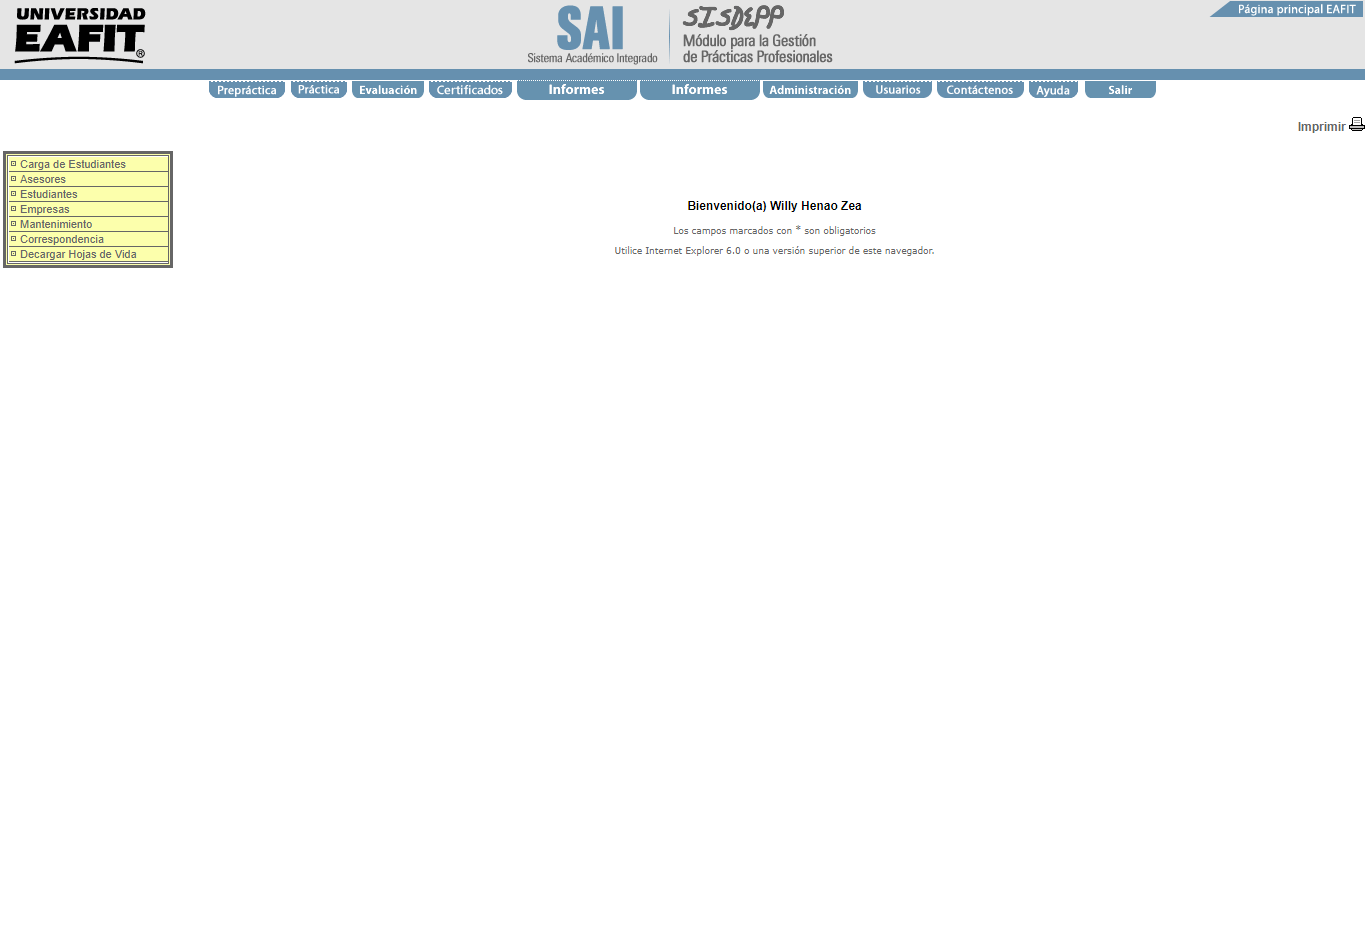 UNIVERSIDAD
EAFIT®
SAI
Sistema Académico Integrado
SISDEPP
Módulo para la Gestión
de Prácticas Profesionales
Página principal EAFIT
Prepráctica
Práctica
Evaluación
Certificados
Informes
Informes
Administración
Usuarios
Contáctenos
Ayuda
Salir
Imprimir
Carga de Estudiantes
Asesores
Estudiantes
Empresas
Mantenimiento
Correspondencia
Decargar Hojas de Vida
Bienvenido(a) Willy Henao Zea
Los campos marcados con * son obligatorios
Utilice Internet Explorer 6.0 o una versión superior de este navegador.